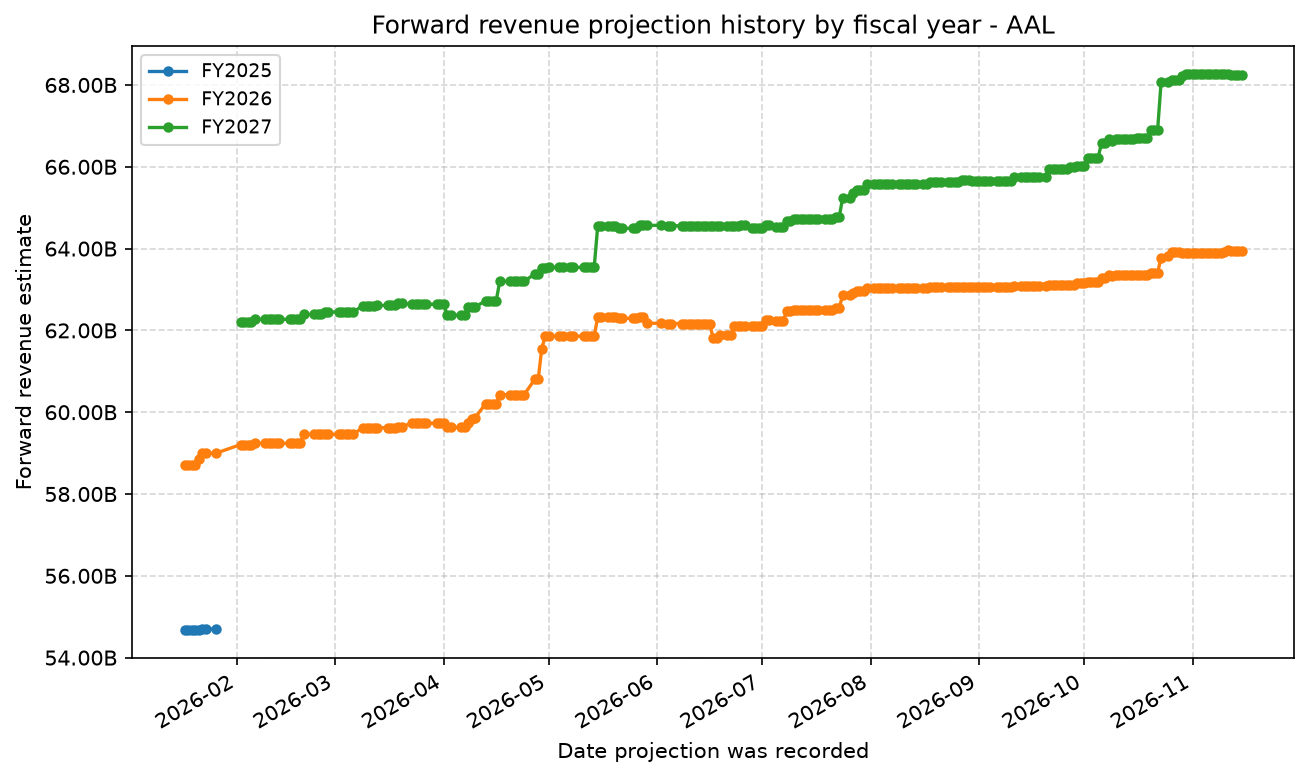 Forward revenue projection history by fiscal year - AAL
FY2025
FY2026
FY2027
Forward revenue estimate
68.00B
66.00B
64.00B
62.00B
60.00B
58.00B
56.00B
54.00B
2026-02
2026-03
2026-04
2026-05
2026-06
2026-07
2026-08
2026-09
2026-10
2026-11
Date projection was recorded